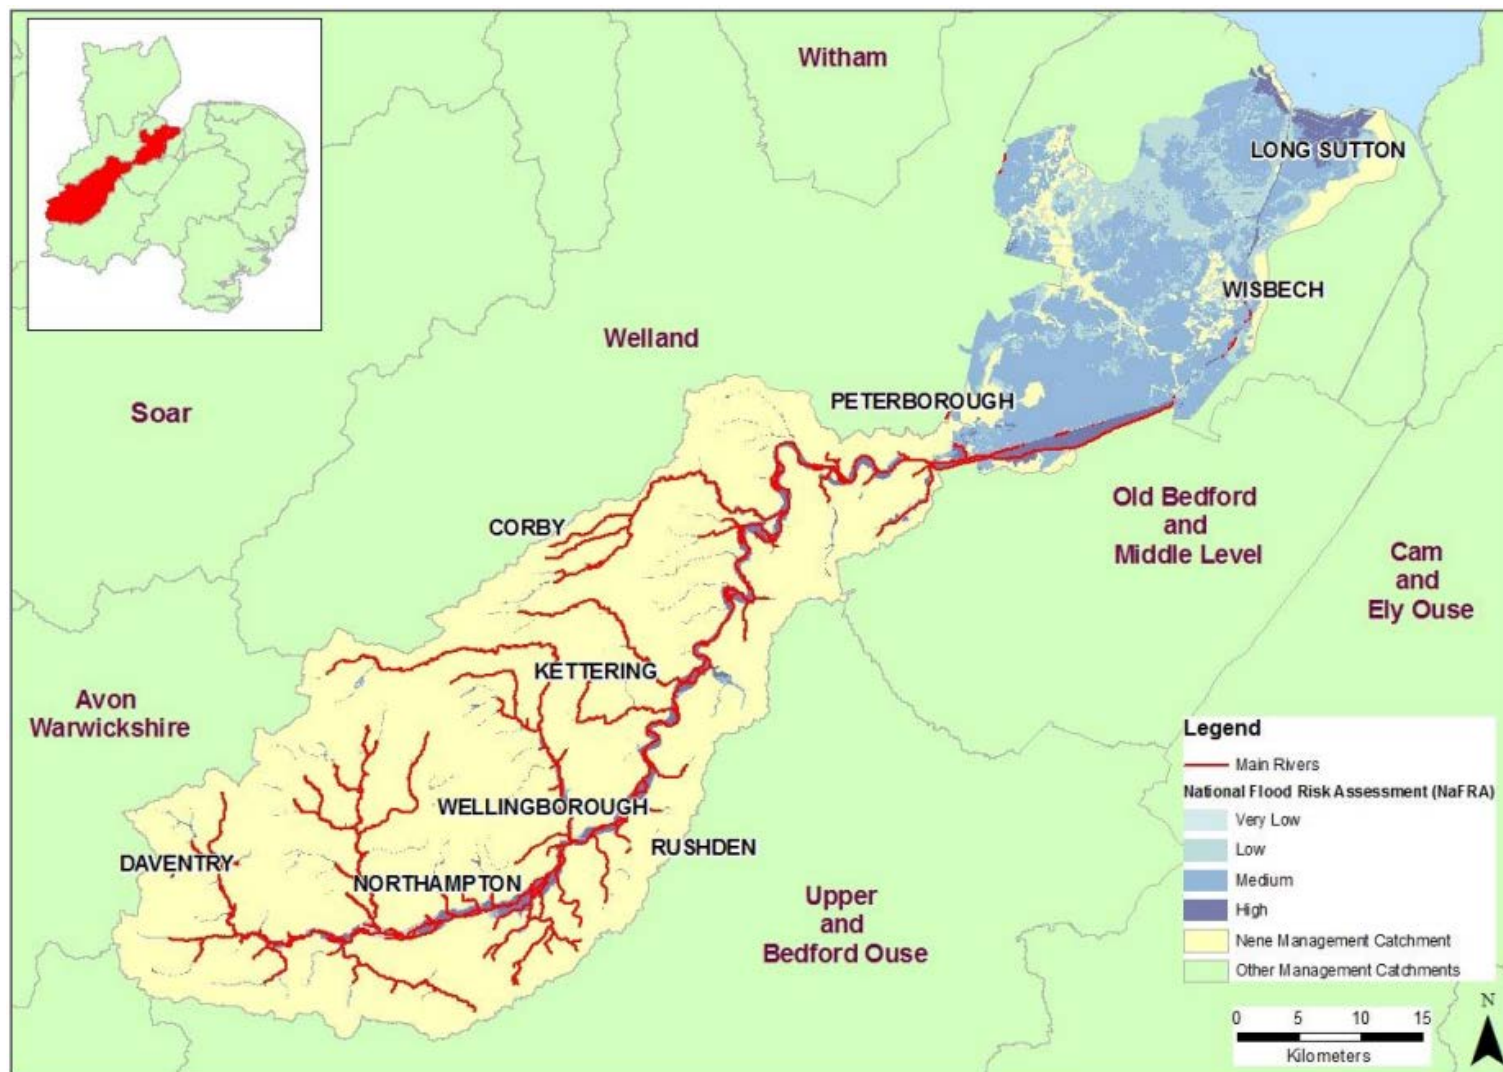 Witham
LONG SUTTON
WISBECH
Welland
PETERBOROUGH
Soar
Old Bedford
and
Middle Level
CORBY
Cam
and
Ely Ouse
KETTERING
Avon
Warwickshire
WELLINGBOROUGH
RUSHDEN
DAVENTRY
NORTHAMPTON
Upper
and
Bedford Ouse
Legend
Main Rivers
National Flood Risk Assessment (NaFRA)
Very Low
Low
Medium
High
Nene Management Catchment
Other Management Catchments
N
0 5 10 15
Kilometers